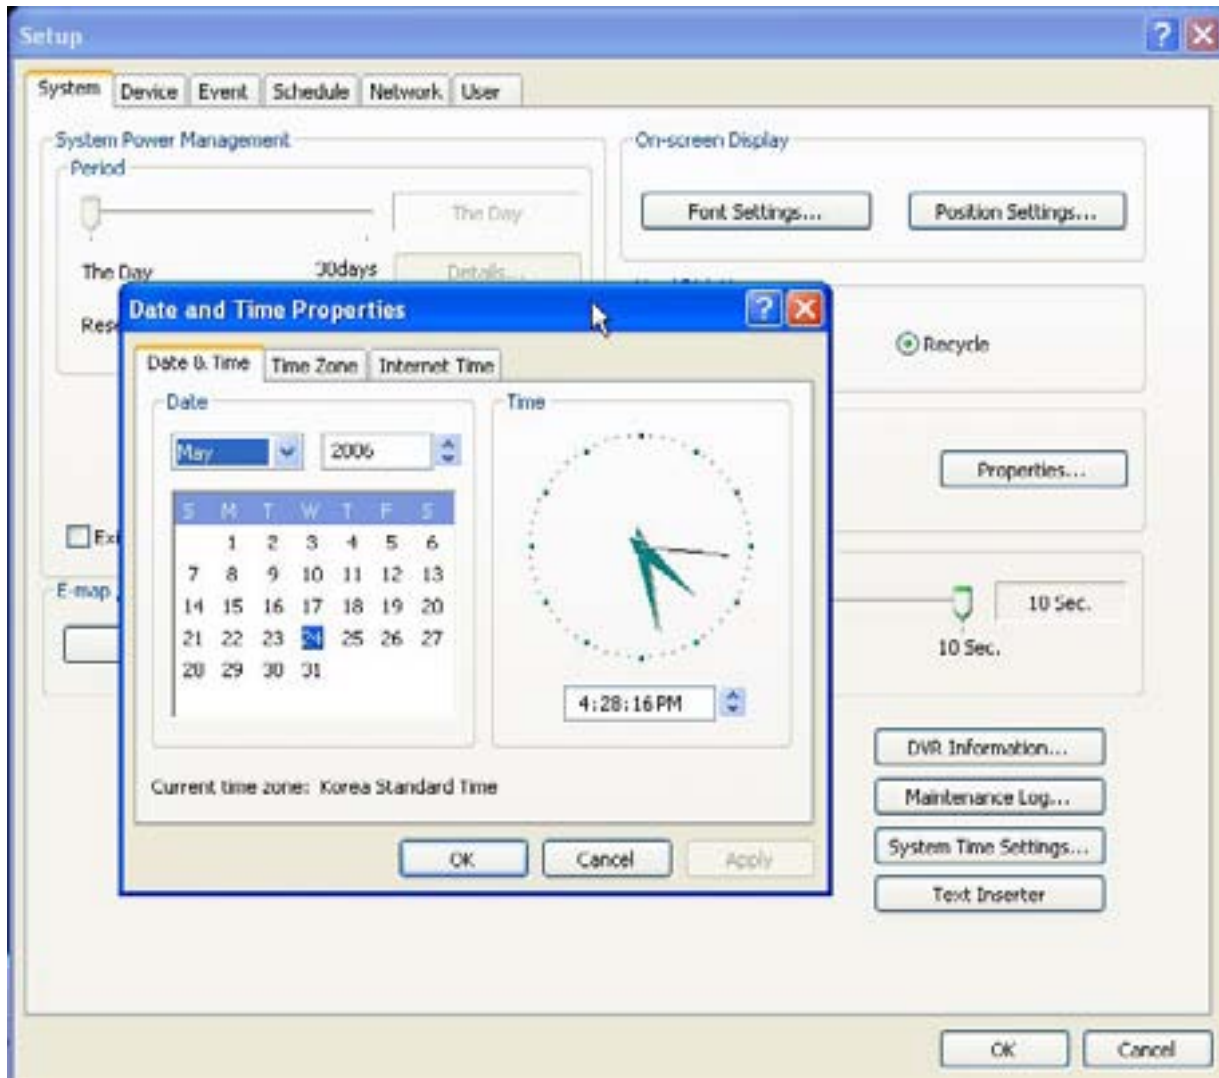 Setup
System Device Event Schedule Network User
System Power Management
Period
The Day
The Day 30days Details...
On-screen Display
Font Settings... Position Settings...
Recycle
Properties...
E-map
10 Sec.
10 Sec.
Date and Time Properties
Date & Time Time Zone Internet Time
Date
May 2006
S M T W T F S
1 2 3 4 5 6
7 8 9 10 11 12 13
14 15 16 17 18 19 20
21 22 23 24 25 26 27
28 29 30 31
Time
4:28:16 PM
Current time zone: Korea Standard Time
OK Cancel Apply
DVR Information...
Maintenance Log...
System Time Settings...
Text Inserter
OK Cancel